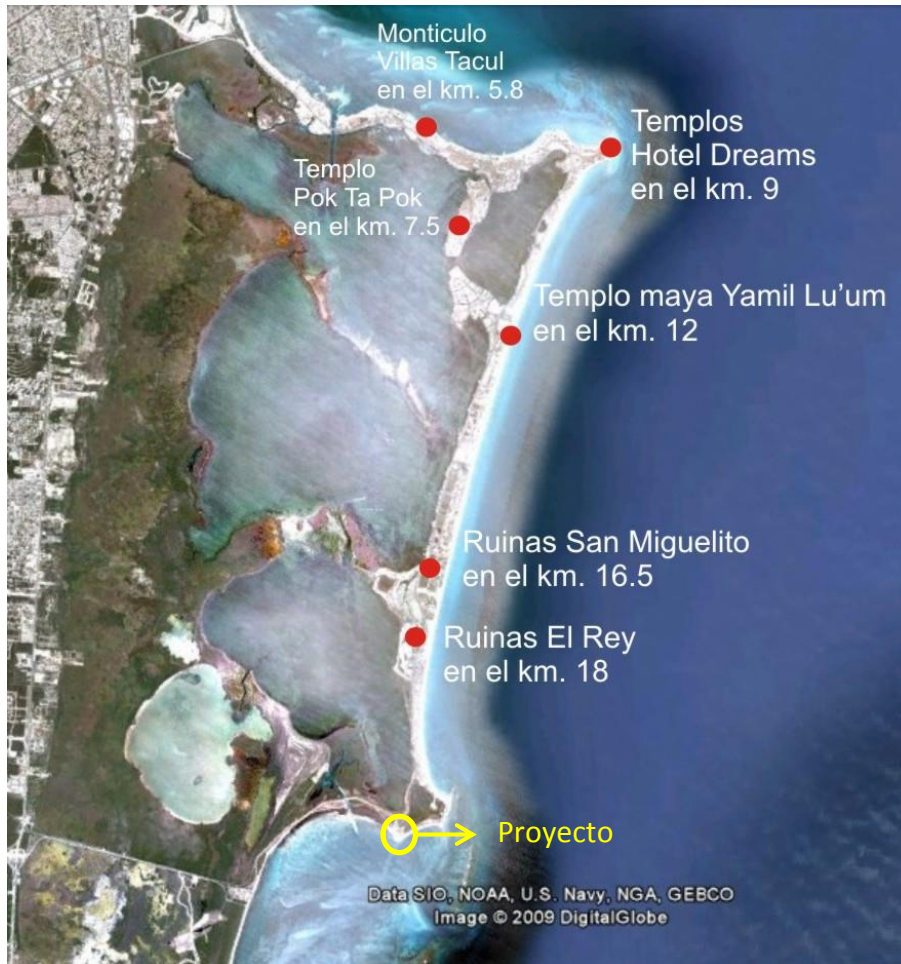 Monticulo
Villas Tacul
en el km. 5.8
Templos
Hotel Dreams
en el km. 9
Templo
Pok Ta Pok
en el km. 7.5
Templo maya Yamil Lu’um
en el km. 12
Ruinas San Miguelito
en el km. 16.5
Ruinas El Rey
en el km. 18
Proyecto
Data SIO, NOAA, U.S. Navy, NGA, GEBCO
Image © 2009 DigitalGlobe